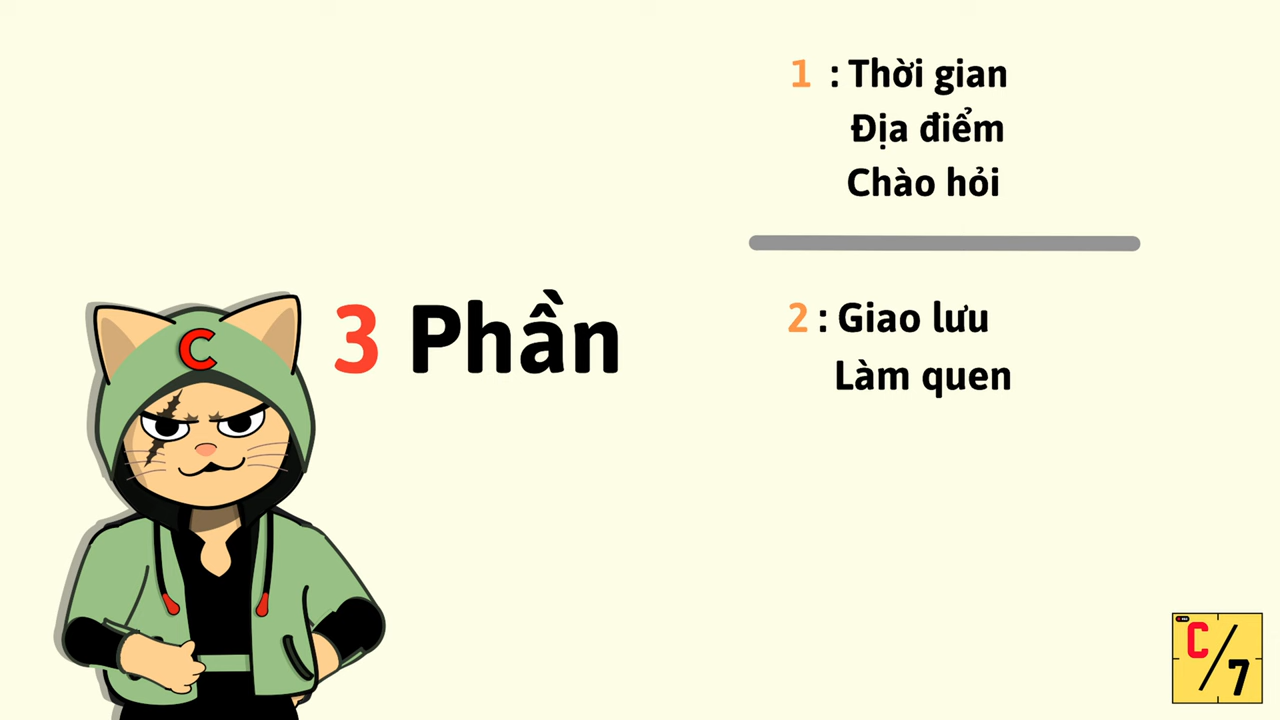 1 : Thời gian
Địa điểm
Chào hỏi
3 Phần
2 : Giao lưu
Làm quen
C
C/7